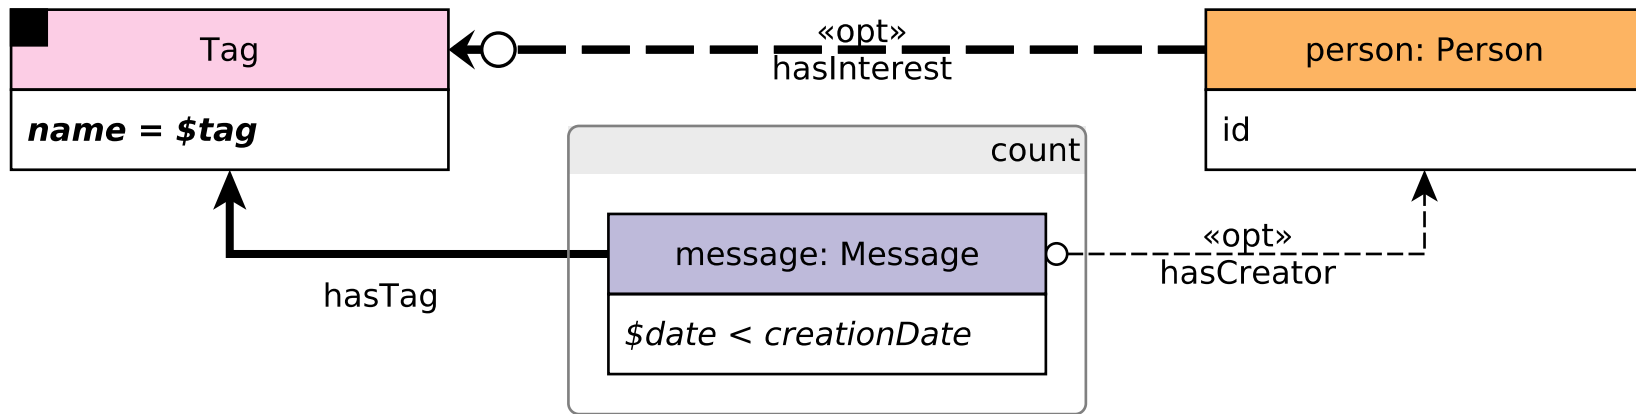 Tag
name = $tag
«opt»
hasInterest
person: Person
id
count
message: Message
$date < creationDate
hasTag
«opt»
hasCreator